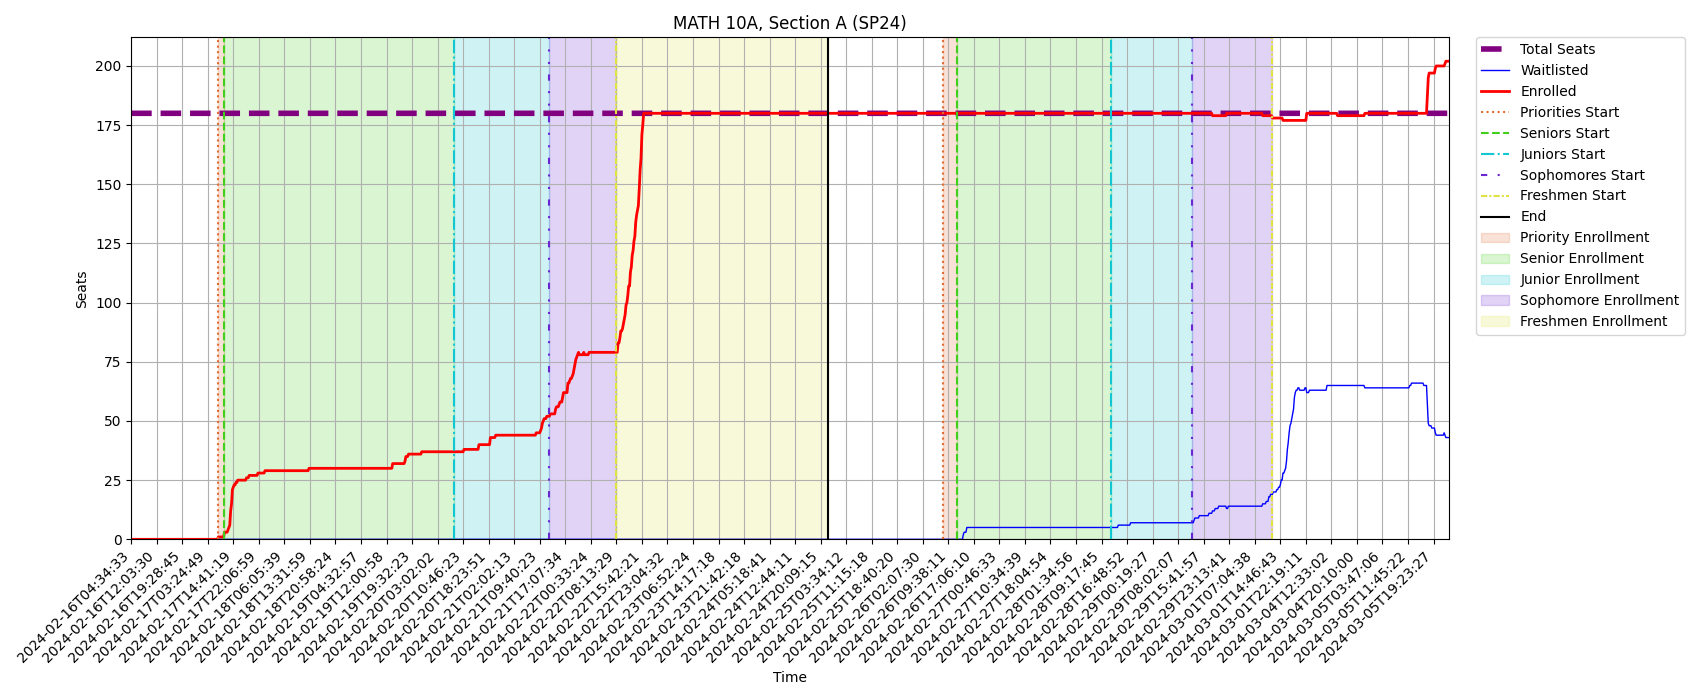 MATH 10A, Section A (SP24)
Seats
200
175
150
125
100
75
50
25
0
2024-02-16T04:34:33
2024-02-16T12:03:30
2024-02-16T19:28:45
2024-02-17T03:24:49
2024-02-17T14:41:19
2024-02-17T22:06:59
2024-02-18T06:05:39
2024-02-18T13:31:59
2024-02-18T20:58:24
2024-02-19T04:32:57
2024-02-19T12:00:58
2024-02-19T19:32:23
2024-02-20T03:02:02
2024-02-20T10:46:23
2024-02-20T18:23:51
2024-02-21T02:02:13
2024-02-21T09:40:23
2024-02-21T17:07:34
2024-02-22T00:33:24
2024-02-22T08:13:29
2024-02-22T15:42:21
2024-02-22T23:04:32
2024-02-23T06:52:24
2024-02-23T14:17:18
2024-02-23T21:42:18
2024-02-24T05:18:41
2024-02-24T12:44:11
2024-02-24T20:09:15
2024-02-25T03:34:12
2024-02-25T11:15:18
2024-02-25T18:40:20
2024-02-26T02:07:30
2024-02-26T09:38:11
2024-02-26T17:06:10
2024-02-27T00:46:33
2024-02-27T10:34:39
2024-02-27T18:04:54
2024-02-28T01:34:56
2024-02-28T09:17:45
2024-02-28T16:48:52
2024-02-29T00:19:27
2024-02-29T08:02:07
2024-02-29T15:41:57
2024-02-29T23:13:41
2024-03-01T07:04:38
2024-03-01T14:46:43
2024-03-01T22:19:11
2024-03-04T12:33:02
2024-03-04T20:10:00
2024-03-05T03:47:06
2024-03-05T11:45:22
2024-03-05T19:23:27
Time
Total Seats
Waitlisted
Enrolled
Priorities Start
Seniors Start
Juniors Start
Sophomores Start
Freshmen Start
End
Priority Enrollment
Senior Enrollment
Junior Enrollment
Sophomore Enrollment
Freshmen Enrollment